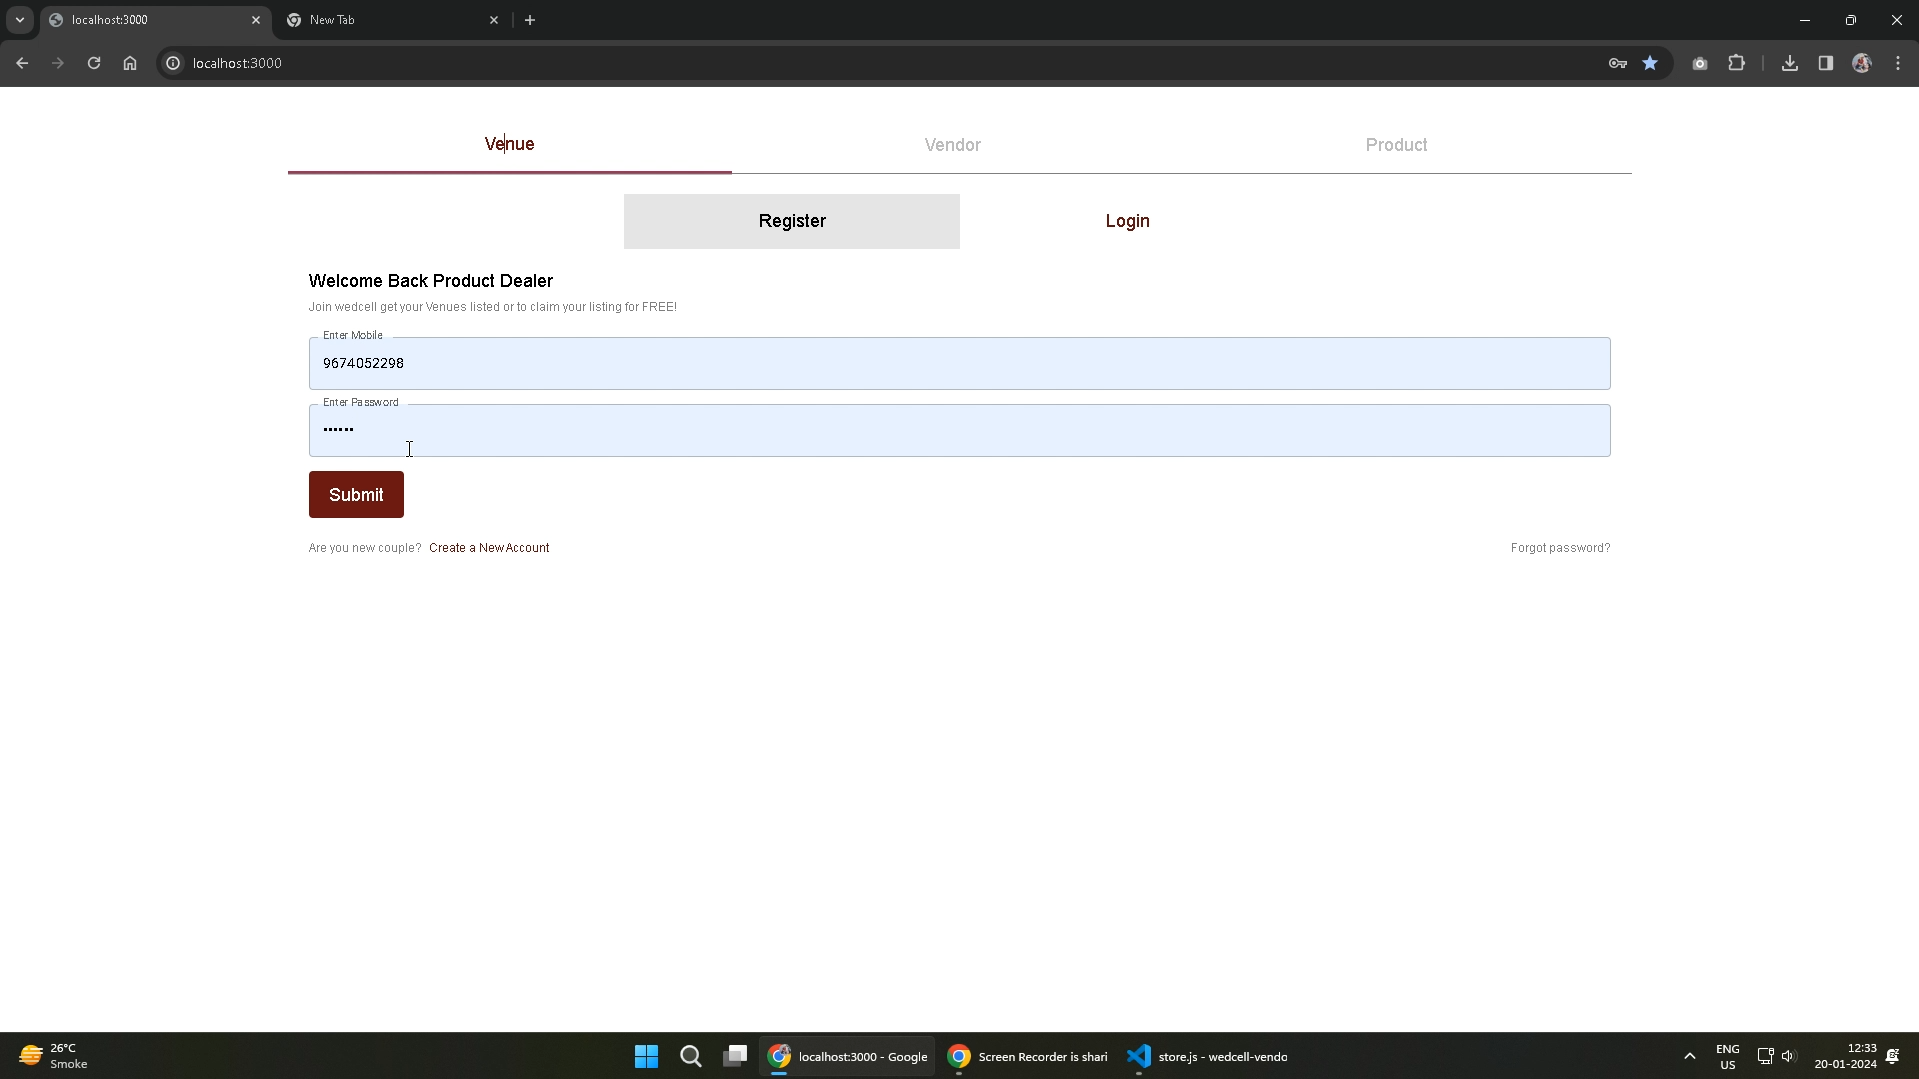 localhost:3000
New Tab
localhost:3000
Venue
Vendor
Product
Register
Login
Welcome Back Product Dealer
Join wedcell get your Venues listed or to claim your listing for FREE!
Enter Mobile
9674052298
Enter Password
••••••
Submit
Are you new couple? Create a New Account
Forgot password?
26°C
Smoke
localhost:3000 - Google
Screen Recorder is shari
store.js - wedcell-vendo
ENG
US
12:33
20-01-2024